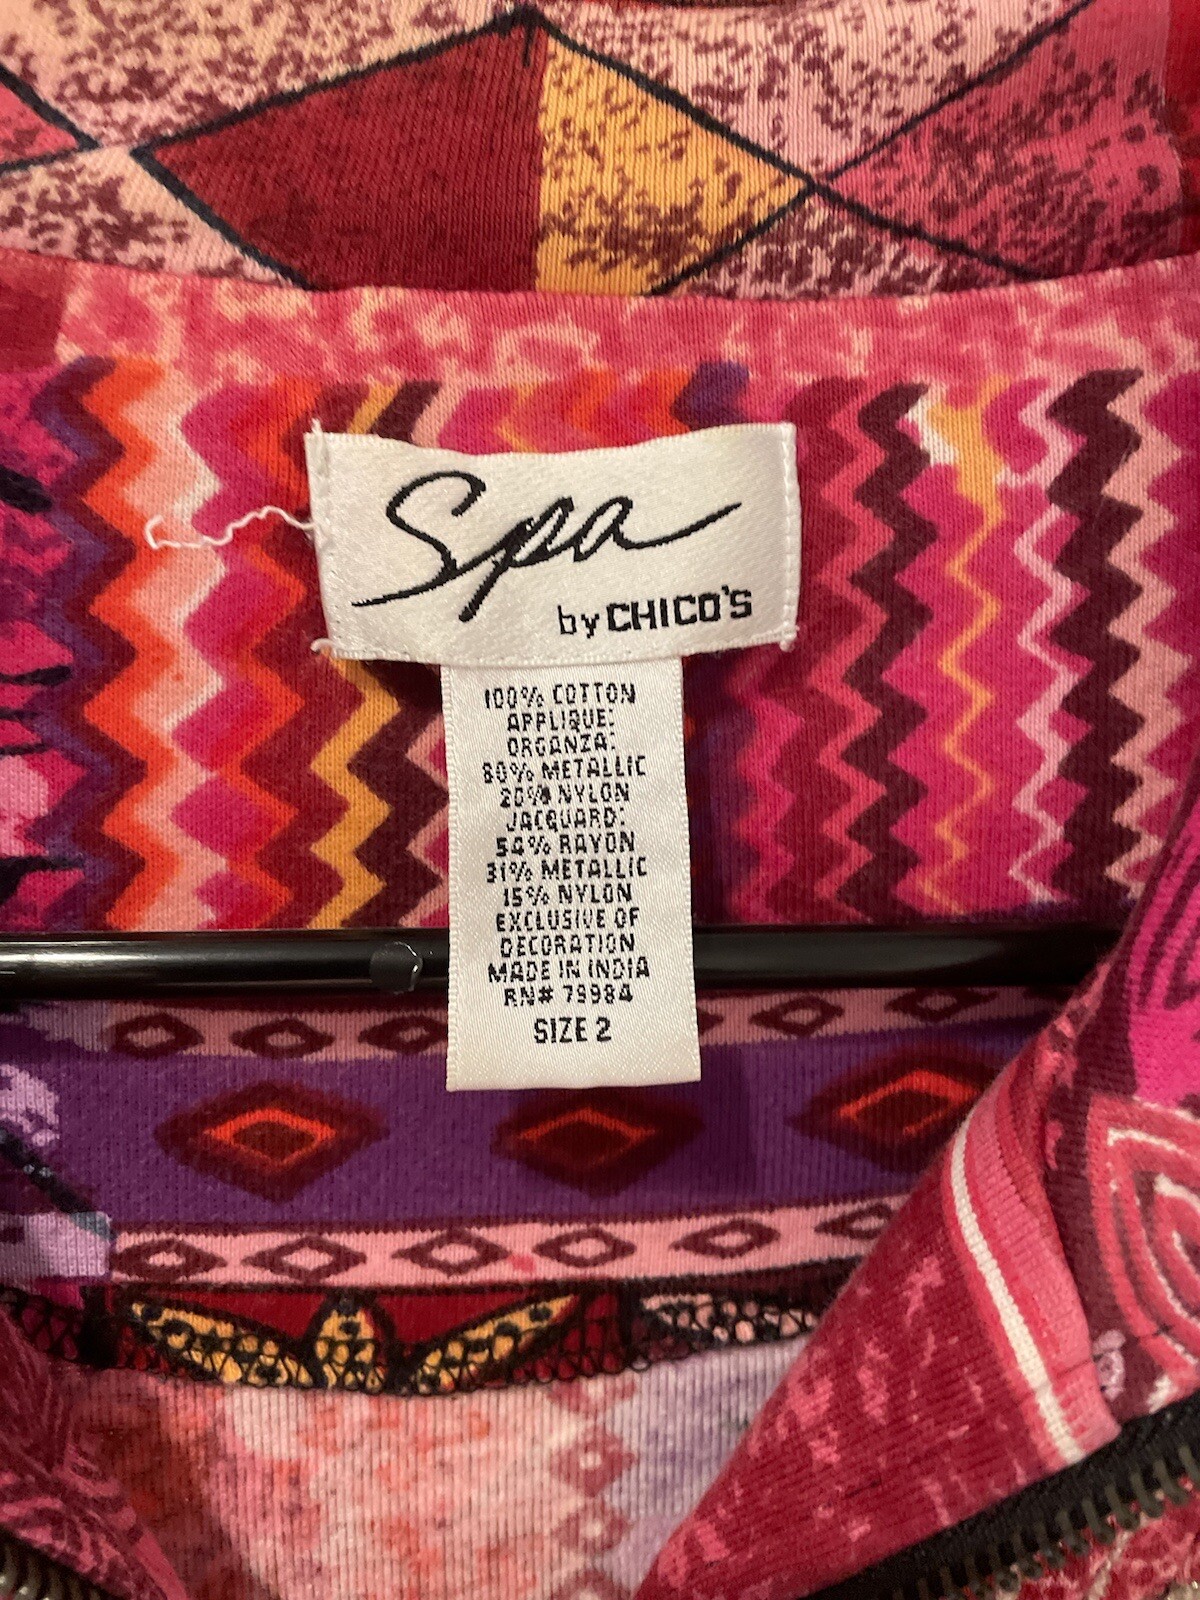 Spa
by CHICO'S
100% COTTON
APPLIQUE:
ORGANZA:
80% METALLIC
20% NYLON
JACQUARD:
54% RAYON
31% METALLIC
15% NYLON
EXCLUSIVE OF
DECORATION
MADE IN INDIA
RN# 79984
SIZE 2